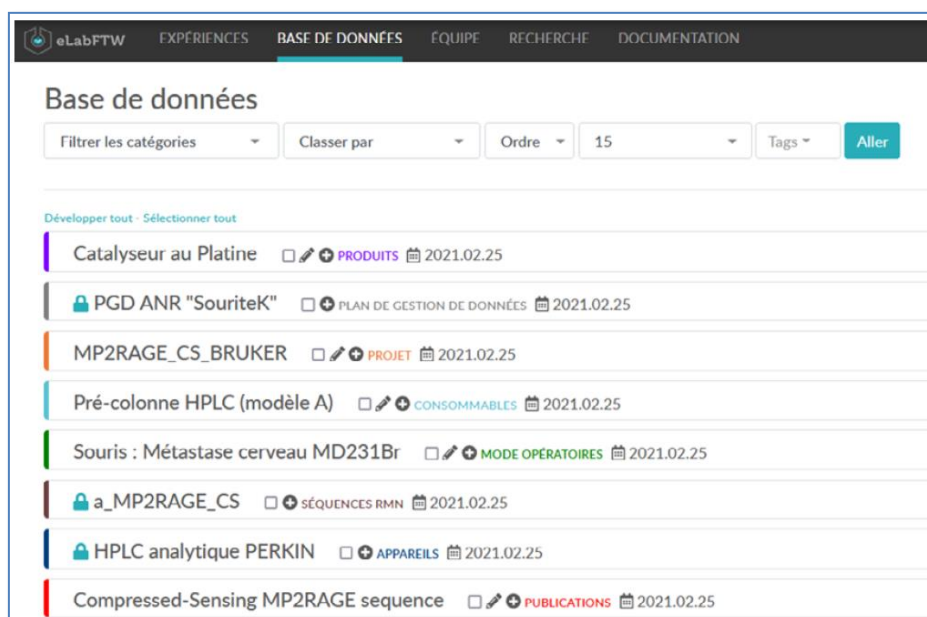 eLabFTW EXPÉRIENCES BASE DE DONNÉES ÉQUIPE RECHERCHE DOCUMENTATION
Base de données
Filtrer les catégories Classer par Ordre 15 Tags Aller
Développer tout · Sélectionner tout
Catalyseur au Platine PRODUITS 2021.02.25
PGD ANR "SouriteK" PLAN DE GESTION DE DONNÉES 2021.02.25
MP2RAGE_CS_BRUKER PROJET 2021.02.25
Pré-colonne HPLC (modèle A) CONSOMMABLES 2021.02.25
Souris : Métastase cerveau MD231Br MODE OPÉRATOIRES 2021.02.25
a_MP2RAGE_CS SÉQUENCES RMN 2021.02.25
HPLC analytique PERKIN APPAREILS 2021.02.25
Compressed-Sensing MP2RAGE sequence PUBLICATIONS 2021.02.25